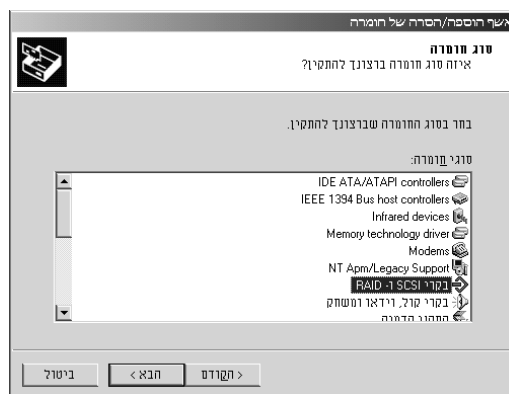 אשף הוספה/הסרה של חומרה
סוג חומרה
איזה סוג חומרה ברצונך להתקין?
בחר בסוג החומרה שברצונך להתקין.
סוגי חומרה:
IDE ATA/ATAPI controllers
IEEE 1394 Bus host controllers
Infrared devices
Memory technology driver
Modems
NT Apm/Legacy Support
בקרי SCSI ו- RAID
בקרי קול, וידאו ומשחק
התקני הדמיה
< הקודם
הבא >
ביטול